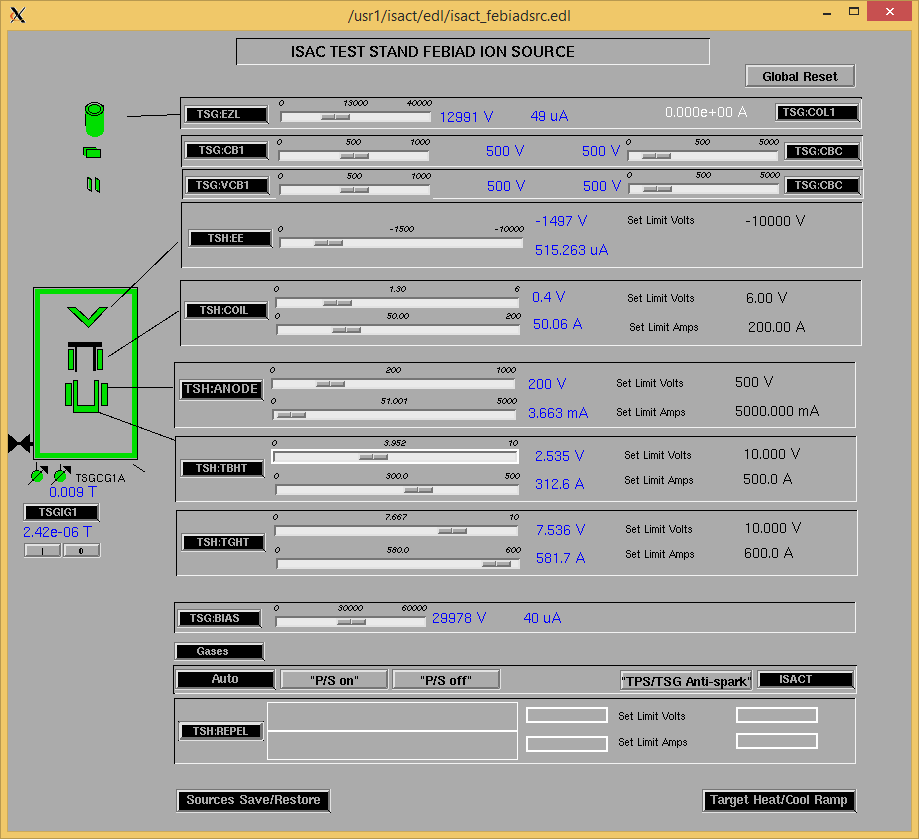 /usr1/isact/edl/isact_febiadsrc.edl
ISAC TEST STAND FEBIAD ION SOURCE
Global Reset
TSG:EZL 0 13000 40000 12991 V 49 uA 0.000e+00 A TSG:COL1
TSG:CB1 0 500 1000 500 V 500 V 0 500 5000 TSG:CBC
TSG:VCB1 0 500 1000 500 V 500 V 0 500 5000 TSG:CBC
TSH:EE 0 -1500 -10000 -1497 V Set Limit Volts -10000 V
515.263 uA
TSH:COIL 0 1.30 6 0.4 V Set Limit Volts 6.00 V
0 50.00 200 50.06 A Set Limit Amps 200.00 A
TSH:ANODE 0 200 1000 200 V Set Limit Volts 500 V
0 51.001 5000 3.663 mA Set Limit Amps 5000.000 mA
TSH:TBHT 0 3.952 10 2.535 V Set Limit Volts 10.000 V
0 300.0 500 312.6 A Set Limit Amps 500.0 A
TSGCG1A
0.009 T
TSGIG1
2.42e-06 T
I 0
TSH:TGHT 0 7.667 10 7.536 V Set Limit Volts 10.000 V
0 580.0 600 581.7 A Set Limit Amps 600.0 A
TSG:BIAS 0 30000 60000 29978 V 40 uA
Gases
Auto "P/S on" "P/S off" "TPS/TSG Anti-spark" ISACT
TSH:REPEL Set Limit Volts
Set Limit Amps
Sources Save/Restore Target Heat/Cool Ramp